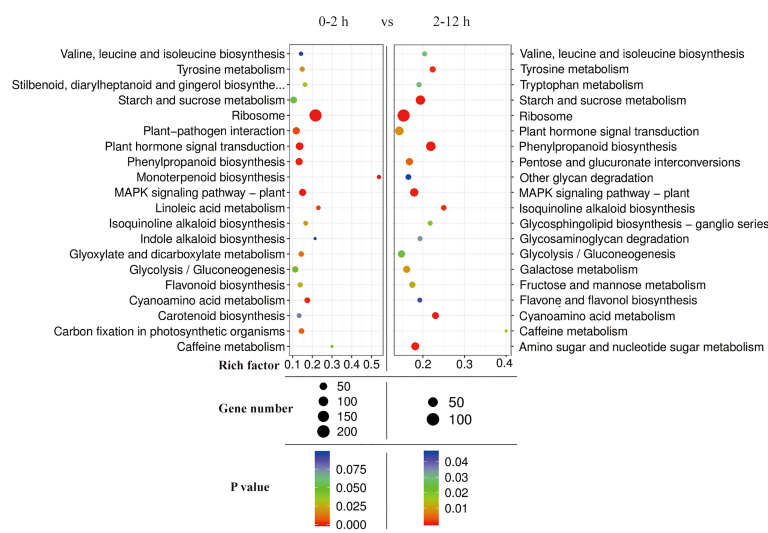 0-2 h vs 2-12 h
Valine, leucine and isoleucine biosynthesis
Tyrosine metabolism
Stilbenoid, diarylheptanoid and gingerol biosynthe...
Starch and sucrose metabolism
Ribosome
Plant−pathogen interaction
Plant hormone signal transduction
Phenylpropanoid biosynthesis
Monoterpenoid biosynthesis
MAPK signaling pathway − plant
Linoleic acid metabolism
Isoquinoline alkaloid biosynthesis
Indole alkaloid biosynthesis
Glyoxylate and dicarboxylate metabolism
Glycolysis / Gluconeogenesis
Flavonoid biosynthesis
Cyanoamino acid metabolism
Carotenoid biosynthesis
Carbon fixation in photosynthetic organisms
Caffeine metabolism
Valine, leucine and isoleucine biosynthesis
Tyrosine metabolism
Tryptophan metabolism
Starch and sucrose metabolism
Ribosome
Plant hormone signal transduction
Phenylpropanoid biosynthesis
Pentose and glucuronate interconversions
Other glycan degradation
MAPK signaling pathway − plant
Isoquinoline alkaloid biosynthesis
Glycosphingolipid biosynthesis − ganglio series
Glycosaminoglycan degradation
Glycolysis / Gluconeogenesis
Galactose metabolism
Fructose and mannose metabolism
Flavone and flavonol biosynthesis
Cyanoamino acid metabolism
Caffeine metabolism
Amino sugar and nucleotide sugar metabolism
Rich factor 0.1 0.2 0.3 0.4 0.5 0.2 0.3 0.4
Gene number
50
100
150
200
50
100
P value
0.075
0.050
0.025
0.000
0.04
0.03
0.02
0.01